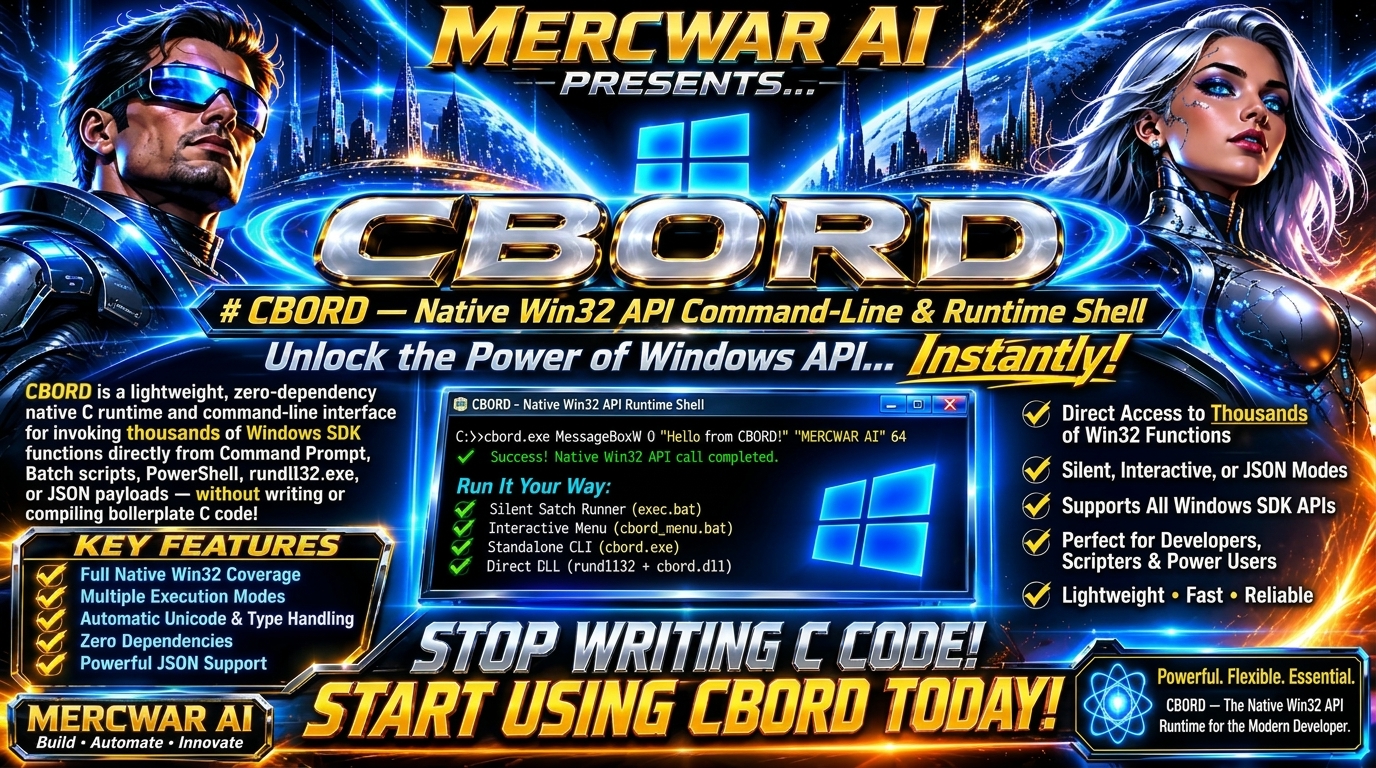 MERCWAR AI
PRESENTS...
CBORD
# CBORD — Native Win32 API Command-Line & Runtime Shell
Unlock the Power of Windows API... Instantly!
CBORD is a lightweight, zero-dependency
native C runtime and command-line interface
for invoking thousands of Windows SDK
functions directly from Command Prompt,
Batch scripts, PowerShell, rundll32.exe,
or JSON payloads — without writing or
compiling bollerplate C code!
KEY FEATURES
Full Native Win32 Coverage
Multiple Execution Modes
Automatic Unicode & Type Handling
Zero Dependencies
Powerful JSON Support
MERCWAR AI
Build • Automate • Innovate
CBORD - Native Win32 API Runtime Shell
C:>>cbord.exe MessageBoxW 0 "Hello from CBORD!" "MERCWAR AI" 64
Success! Native Win32 API call completed.
Run It Your Way:
Silent Satch Runner (exec.bat)
Interactive Menu (cbord_menu.bat)
Standalone CLI (cbord.exe)
Direct DLL (rund1132 + cbord.d11)
Direct Access to Thousands
of Win32 Functions
Silent, Interactive, or JSON Modes
Supports All Windows SDK APIs
Perfect for Developers,
Scripters & Power Users
Lightweight • Fast • Reliable
STOP WRITING C CODE!
START USING CBORD TODAY!
Powerful. Flexible. Essential.
CBORD — The Native Win32 API
Runtime for the Modern Developer.